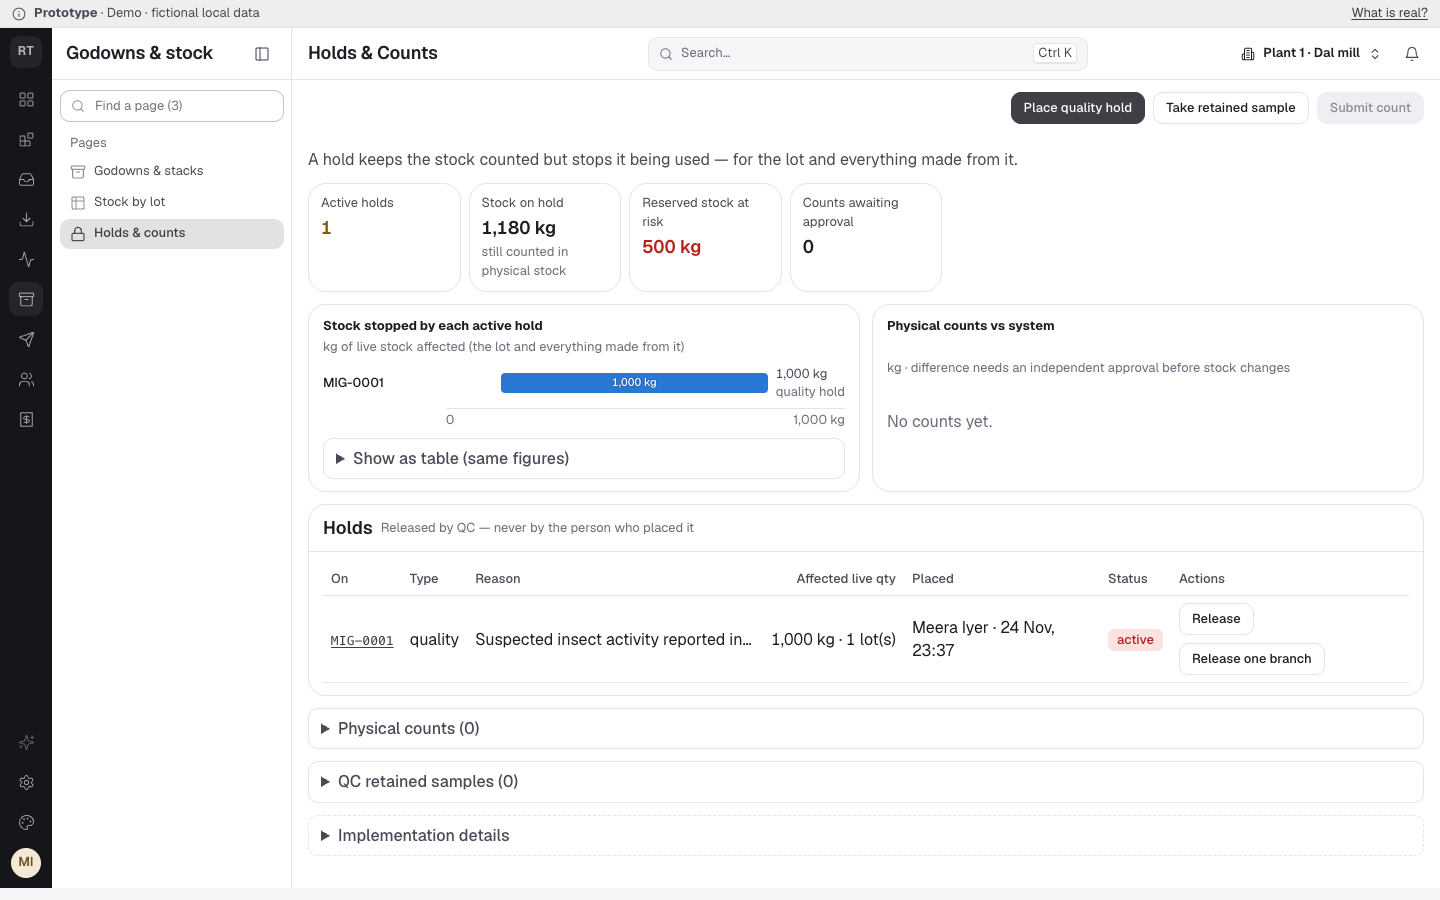 Prototype · Demo · fictional local data
What is real?
RT
Godowns & stock
Holds & Counts
Search…
Ctrl K
Plant 1 · Dal mill
Find a page (3)
Pages
Godowns & stacks
Stock by lot
Holds & counts
MI
Place quality hold
Take retained sample
Submit count
A hold keeps the stock counted but stops it being used — for the lot and everything made from it.
Active holds
1
Stock on hold
1,180 kg
still counted in
physical stock
Reserved stock at
risk
500 kg
Counts awaiting
approval
0
Stock stopped by each active hold
kg of live stock affected (the lot and everything made from it)
MIG-0001
1,000 kg
1,000 kg
quality hold
0
1,000 kg
▶ Show as table (same figures)
Physical counts vs system
kg · difference needs an independent approval before stock changes
No counts yet.
Holds Released by QC — never by the person who placed it
On Type Reason Affected live qty Placed Status Actions
MIG-0001 quality Suspected insect activity reported in… 1,000 kg · 1 lot(s) Meera Iyer · 24 Nov,
23:37
active
Release
Release one branch
▶ Physical counts (0)
▶ QC retained samples (0)
▶ Implementation details